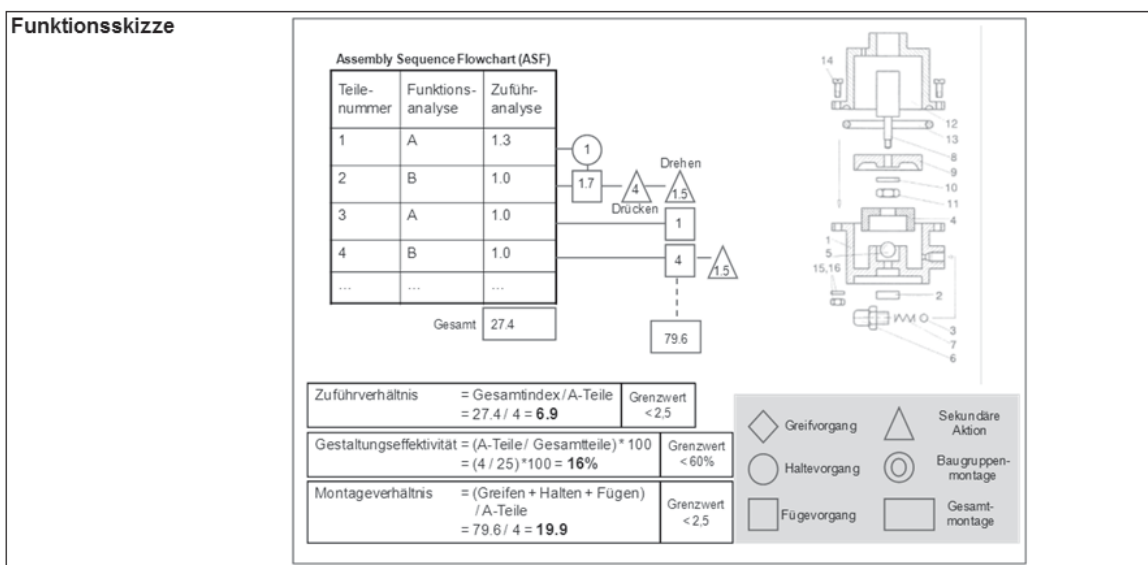 Funktionsskizze
Assembly Sequence Flowchart (ASF)
Teile-
nummer
Funktions-
analyse
Zuführ-
analyse
1 A 1.3
2 B 1.0
3 A 1.0
4 B 1.0
... ... ...
Gesamt 27.4
1
1.7
4
Drücken
Drehen
1.5
1
4
1.5
79.6
14
12
13
8
9
10
11
4
1
5
15,16
2
3
7
6
Zuführverhältnis = Gesamtindex/A-Teile
= 27.4 / 4 = 6.9
Grenzwert
< 2,5
Gestaltungseffektivität = (A-Teile / Gesamtteile) * 100
= (4 / 25) *100 = 16%
Grenzwert
< 60%
Montageverhältnis = (Greifen + Halten + Fügen)
/ A-Teile
= 79.6 / 4 = 19.9
Grenzwert
< 2,5
Greifvorgang
Sekundäre
Aktion
Haltevorgang
Baugruppen-
montage
Fügevorgang
Gesamt-
montage